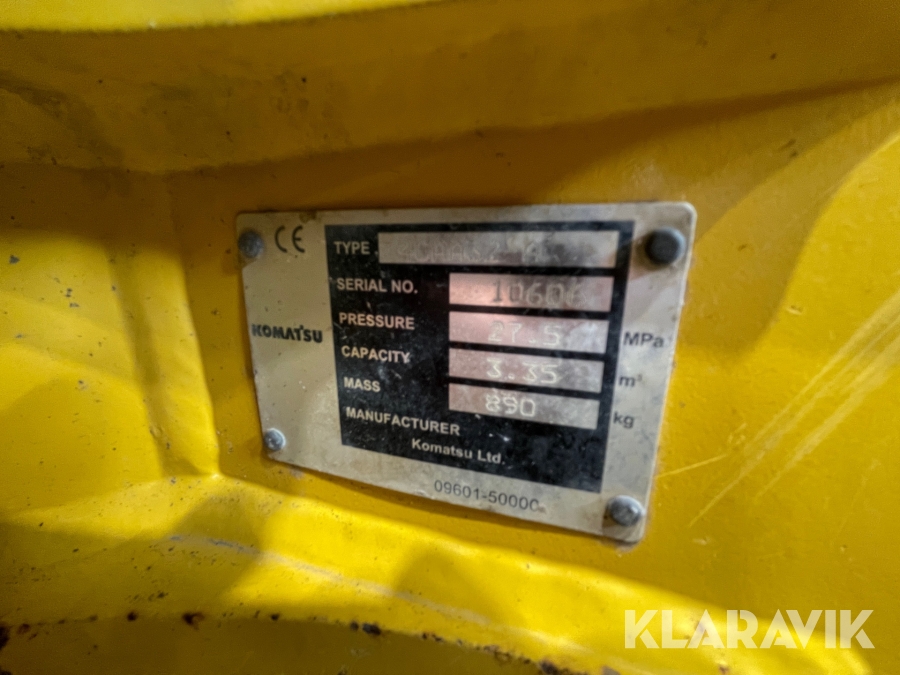 CE
TYPE
SERIAL NO. 10606
PRESSURE 27.5 MPa
KOMATSU
CAPACITY 3.35 m³
MASS 890 kg
MANUFACTURER
Komatsu Ltd.
09601-50000
KLARAVIK